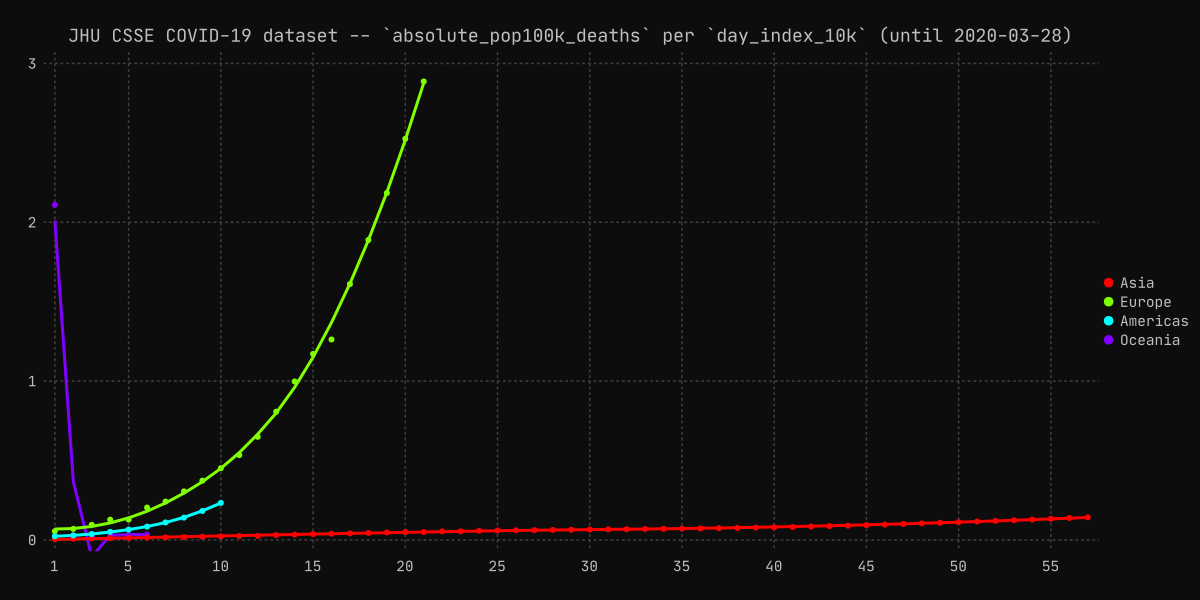 JHU CSSE COVID-19 dataset -- `absolute_pop100k_deaths` per `day_index_10k` (until 2020-03-28)
3
2
1
0
1 5 10 15 20 25 30 35 40 45 50 55
Asia
Europe
Americas
Oceania